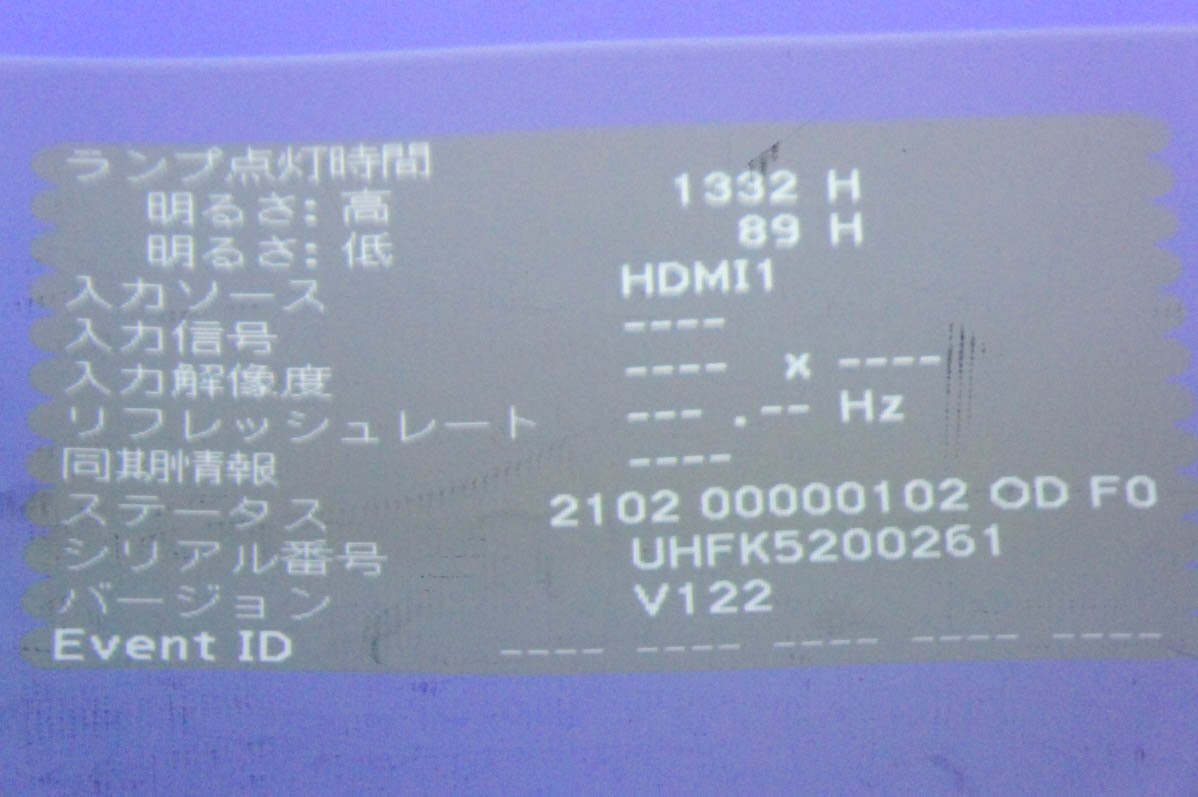 ランプ点灯時間
明るさ: 高 1332 H
明るさ: 低 89 H
入力ソース HDMI1
入力信号 ----
入力解像度 ---- x ----
リフレッシュレート --- .-- Hz
同期情報 ----
ステータス 2102 00000102 OD F0
シリアル番号 UHFK5200261
バージョン V122
Event ID ---- ---- ---- ---- ----